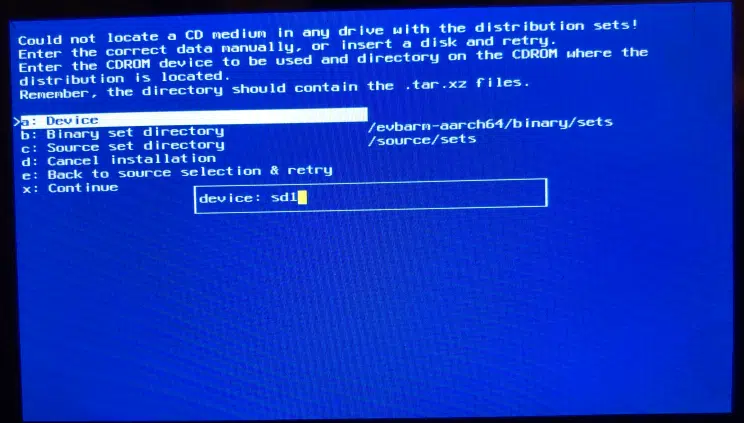 Could not locate a CD medium in any drive with the distribution sets!
Enter the correct data manually, or insert a disk and retry.
Enter the CDROM device to be used and directory on the CDROM where the
distribution is located.
Remember, the directory should contain the .tar.xz files.
>a: Device
b: Binary set directory /evbarm-aarch64/binary/sets
c: Source set directory /source/sets
d: Cancel installation
e: Back to source selection & retry
x: Continue
device: sd1